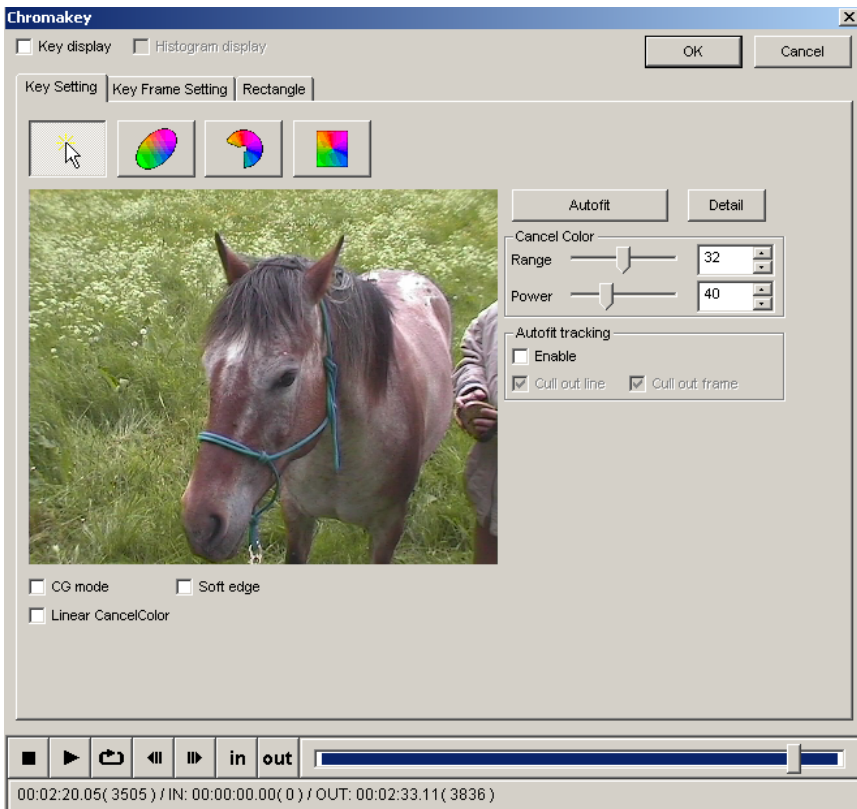 Chromakey
Key display
Histogram display
OK
Cancel
Key Setting
Key Frame Setting
Rectangle
Autofit
Detail
Cancel Color
Range
32
Power
40
Autofit tracking
Enable
Cull out line
Cull out frame
CG mode
Soft edge
Linear CancelColor
in
out
00:02:20.05( 3505 ) / IN: 00:00:00.00( 0 ) / OUT: 00:02:33.11( 3836 )